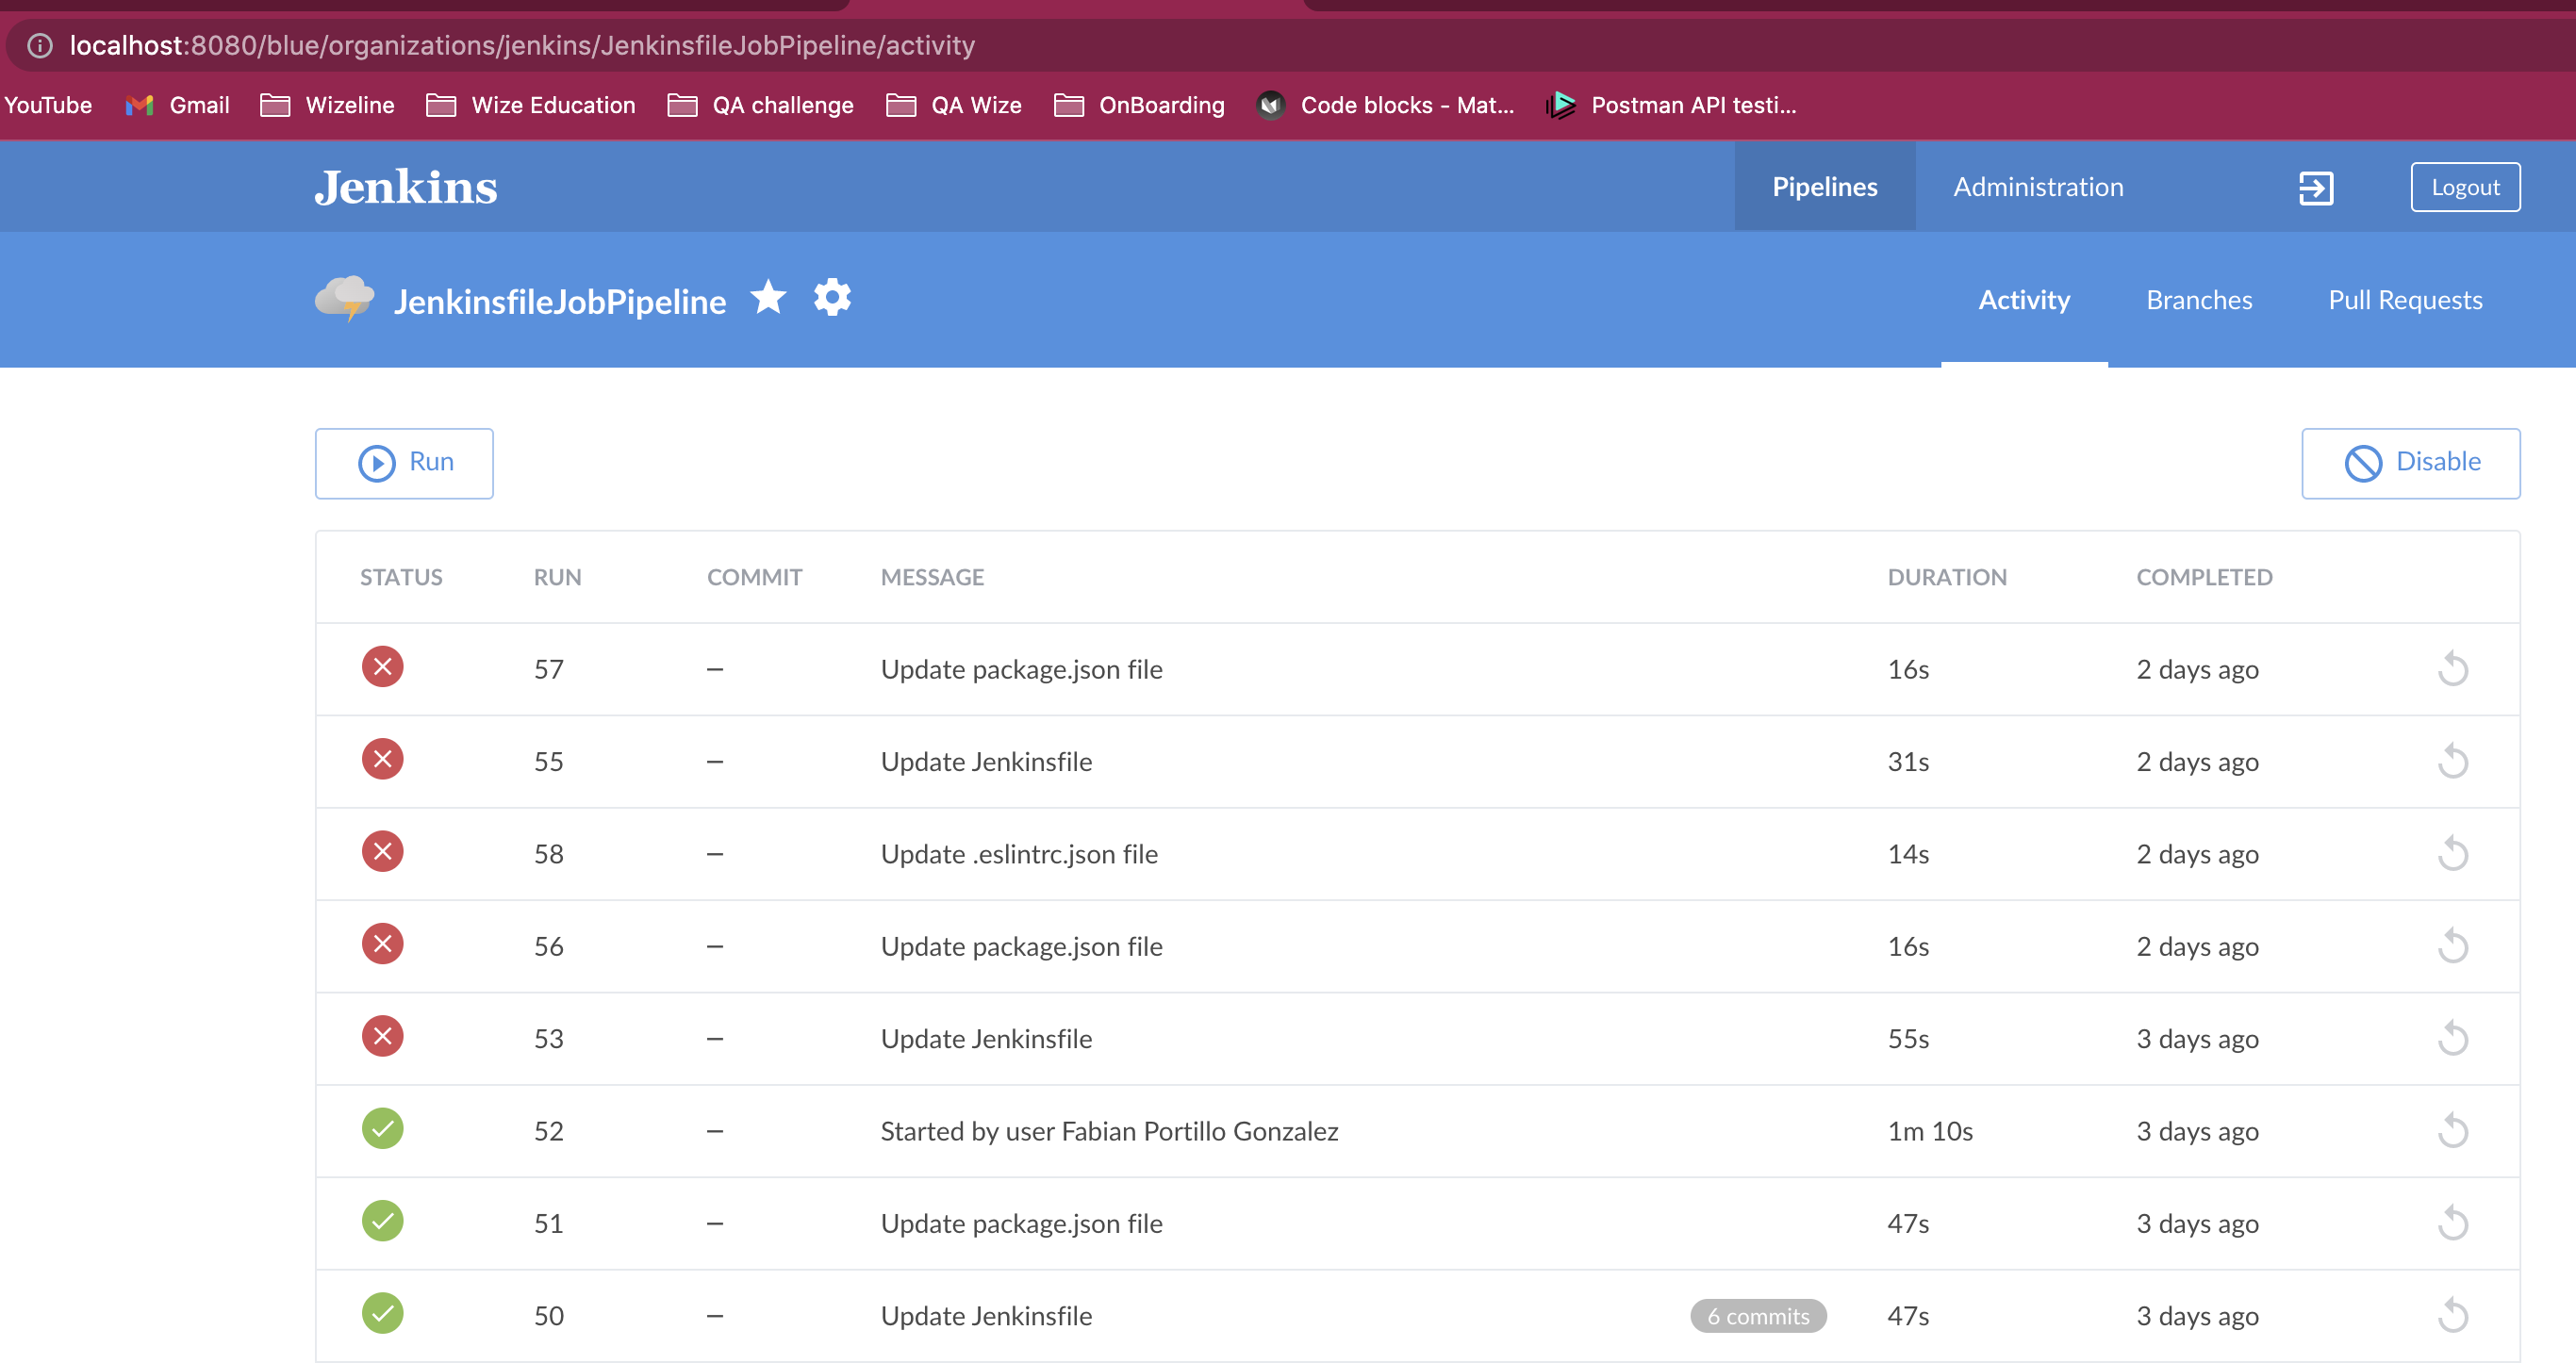 localhost:8080/blue/organizations/jenkins/JenkinsfileJobPipeline/activity
YouTube Gmail Wizeline Wize Education QA challenge QA Wize OnBoarding Code blocks - Mat... Postman API testi...
Jenkins Pipelines Administration Logout
JenkinsfileJobPipeline Activity Branches Pull Requests
Run Disable
STATUS RUN COMMIT MESSAGE DURATION COMPLETED
57 – Update package.json file 16s 2 days ago
55 – Update Jenkinsfile 31s 2 days ago
58 – Update .eslintrc.json file 14s 2 days ago
56 – Update package.json file 16s 2 days ago
53 – Update Jenkinsfile 55s 3 days ago
52 – Started by user Fabian Portillo Gonzalez 1m 10s 3 days ago
51 – Update package.json file 47s 3 days ago
50 – Update Jenkinsfile 6 commits 47s 3 days ago